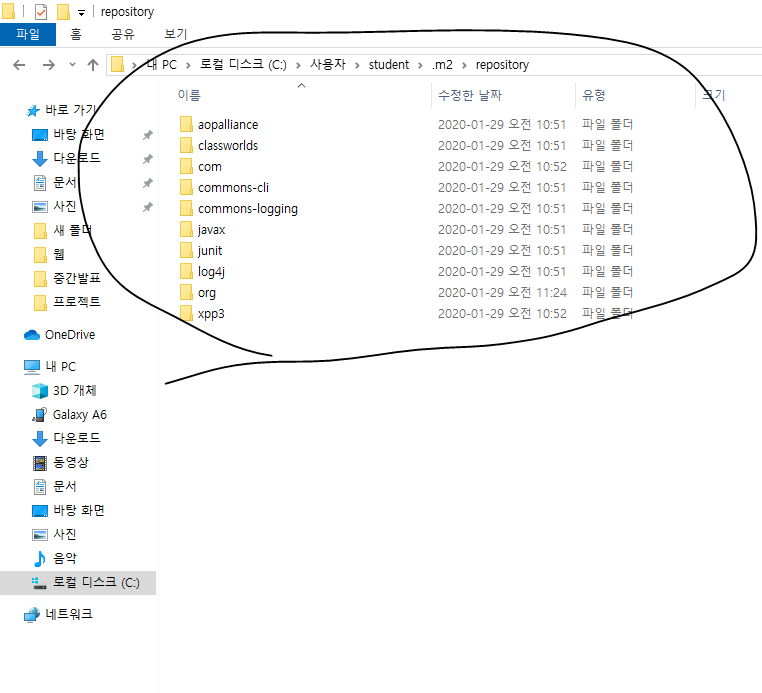 repository
파일 홈 공유 보기
내 PC 로컬 디스크 (C:) 사용자 student .m2 repository
이름 수정한 날짜 유형 크기
aopalliance 2020-01-29 오전 10:51 파일 폴더
classworlds 2020-01-29 오전 10:51 파일 폴더
com 2020-01-29 오전 10:52 파일 폴더
commons-cli 2020-01-29 오전 10:51 파일 폴더
commons-logging 2020-01-29 오전 10:51 파일 폴더
javax 2020-01-29 오전 10:51 파일 폴더
junit 2020-01-29 오전 10:51 파일 폴더
log4j 2020-01-29 오전 10:51 파일 폴더
org 2020-01-29 오전 11:24 파일 폴더
xpp3 2020-01-29 오전 10:52 파일 폴더
바로 가기
바탕 화면
다운로드
문서
사진
새 폴더
웹
중간발표
프로젝트
OneDrive
내 PC
3D 개체
Galaxy A6
다운로드
동영상
문서
바탕 화면
사진
음악
로컬 디스크 (C:)
네트워크